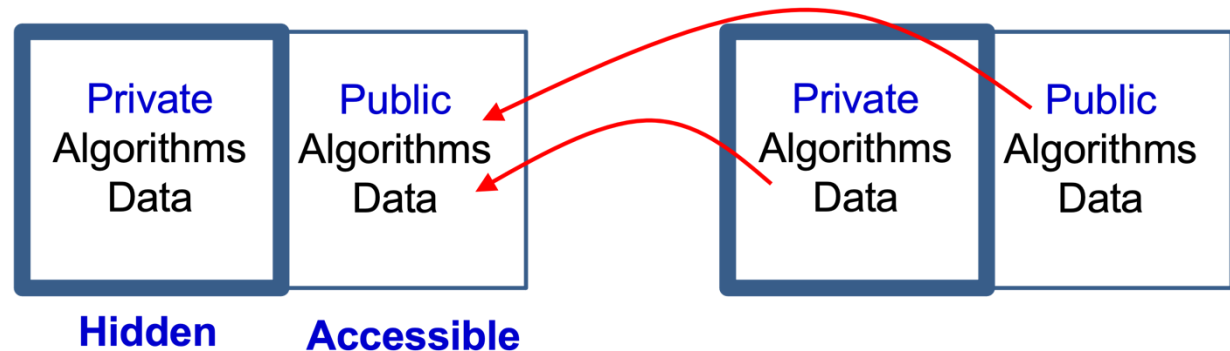 Private
Algorithms
Data
Public
Algorithms
Data
Private
Algorithms
Data
Public
Algorithms
Data
Hidden
Accessible